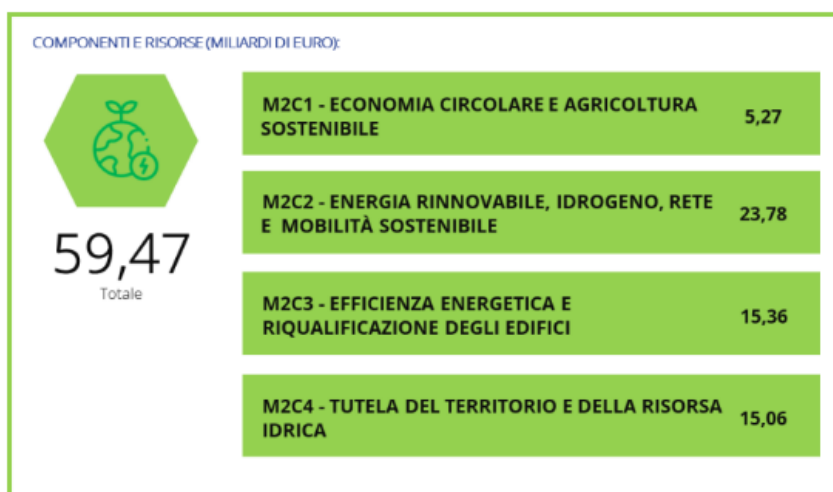 COMPONENTI E RISORSE (MILIARDI DI EURO):
59,47
Totale
M2C1 - ECONOMIA CIRCOLARE E AGRICOLTURA
SOSTENIBILE
5,27
M2C2 - ENERGIA RINNOVABILE, IDROGENO, RETE
E MOBILITÀ SOSTENIBILE
23,78
M2C3 - EFFICIENZA ENERGETICA E
RIQUALIFICAZIONE DEGLI EDIFICI
15,36
M2C4 - TUTELA DEL TERRITORIO E DELLA RISORSA
IDRICA
15,06